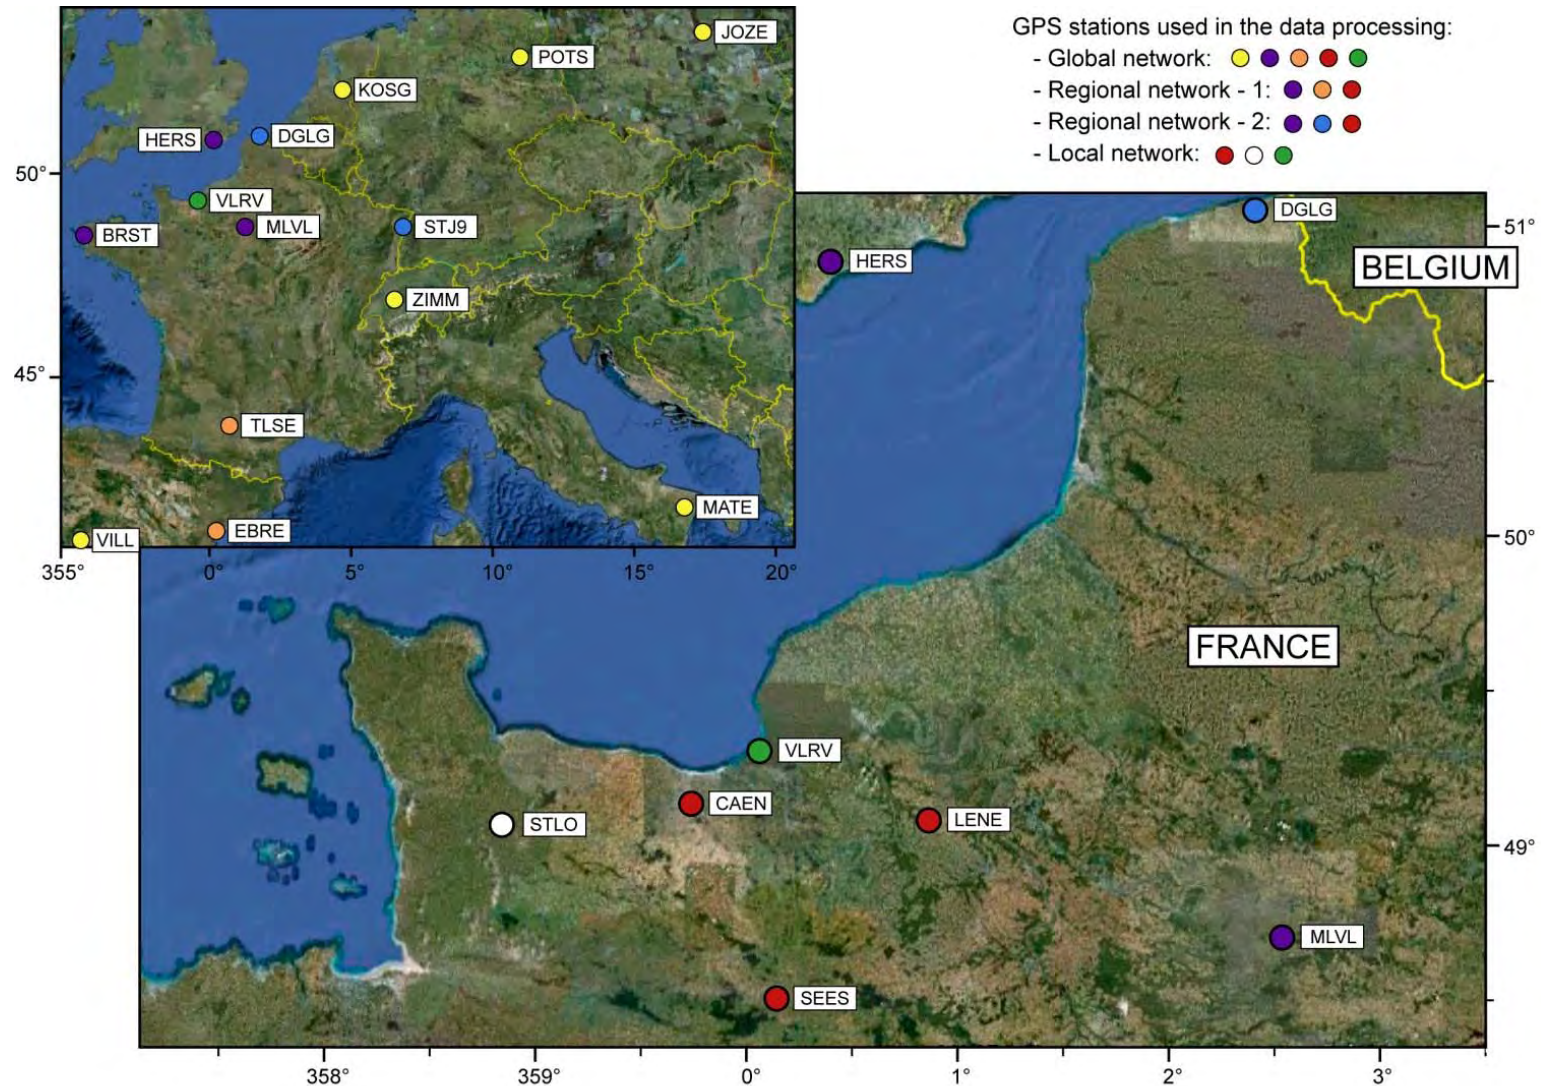 GPS stations used in the data processing:
- Global network:
- Regional network - 1:
- Regional network - 2:
- Local network:
JOZE
POTS
KOSG
HERS
DGLG
50°
VLRV
BRST
MLVL
STJ9
ZIMM
45°
TLSE
MATE
EBRE
VILL
355°
0°
5°
10°
15°
20°
DGLG
51°
HERS
BELGIUM
50°
FRANCE
VLRV
CAEN
STLO
LENE
49°
MLVL
SEES
358°
359°
0°
1°
2°
3°